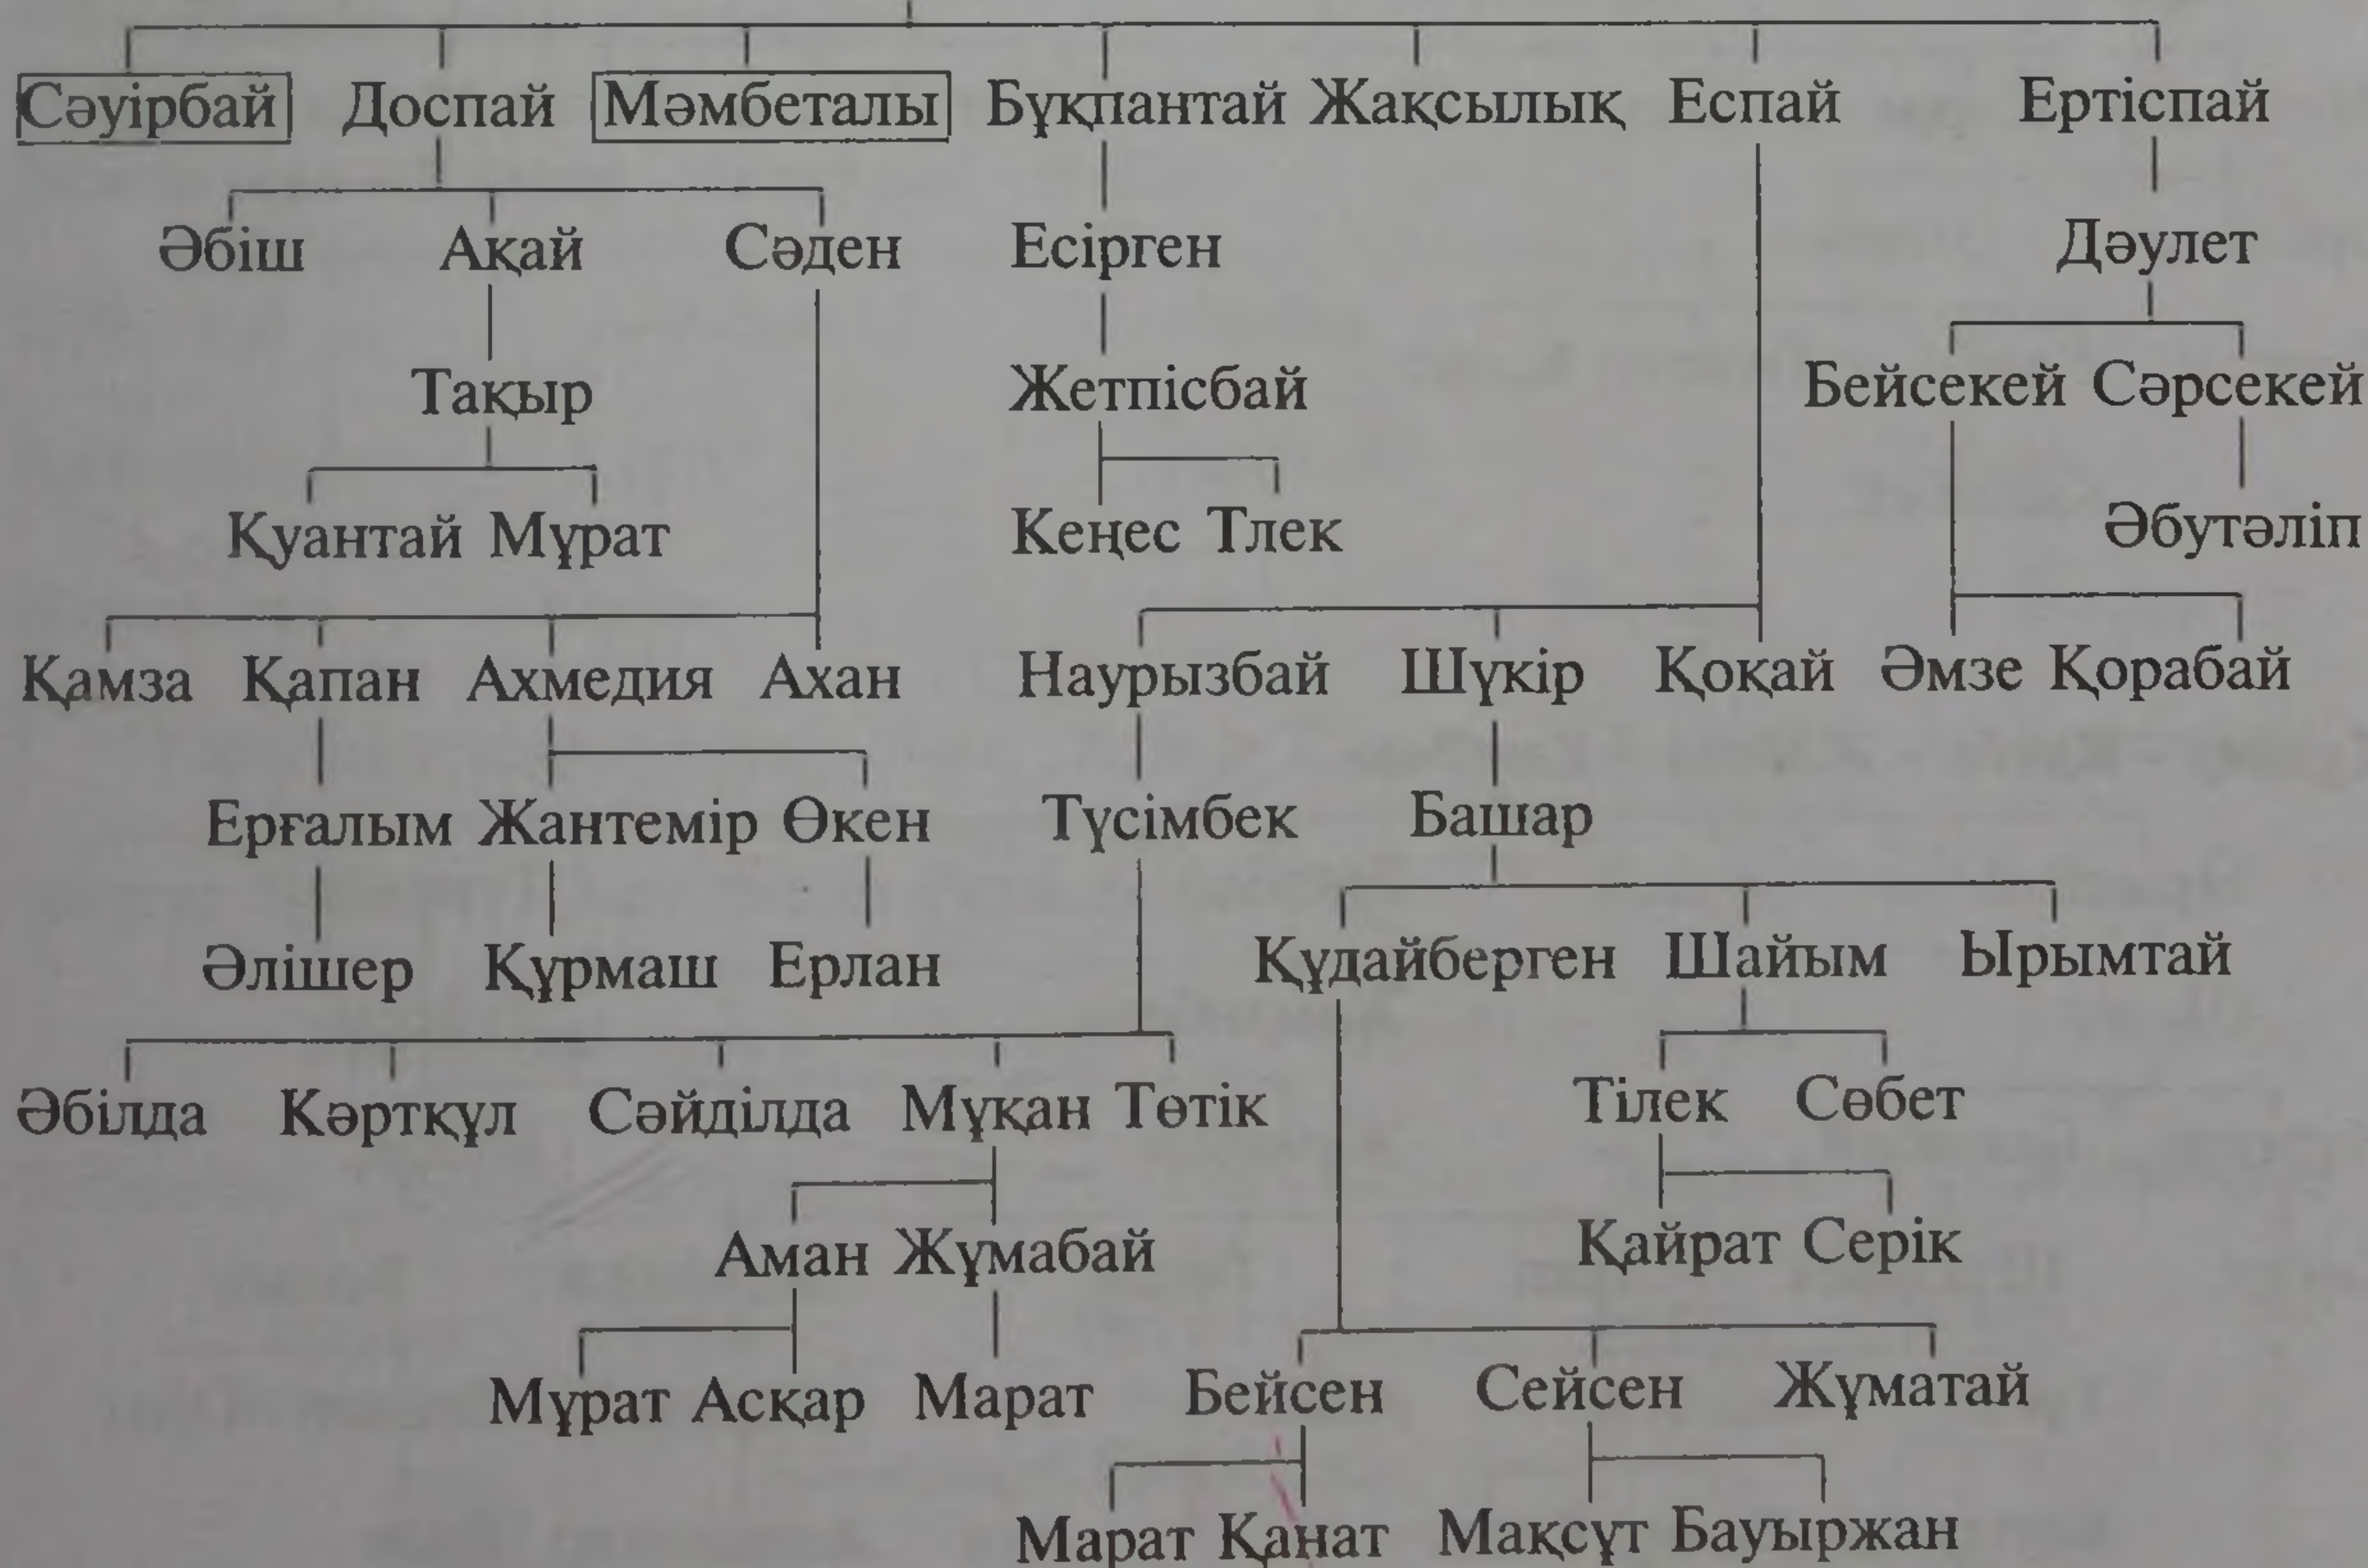 Сәуірбай Доспай Мәмбеталы Бұқпантай Жақсылық Еспай Ертіспай
Әбіш Ақай Сәден Есірген Дәулет
Тақыр Жетпісбай Бейсекей Сәрсекей
Қуантай Мұрат Кеңес Тлек Әбутәліп
Қамза Қапан Ахмедия Ахан Наурызбай Шүкір Қоқай Әмзе Қорабай
Ерғалым Жантемір Өкен Түсімбек Башар
Әлішер Құрмаш Ерлан Құдайберген Шайым Ырымтай
Әбілда Кәртқұл Сәйділда Мұқан Төтік Тілек Сөбет
Аман Жұмабай Қайрат Серік
Мұрат Асқар Марат Бейсен Сейсен Жұматай
Марат Қанат Мақсұт Бауыржан